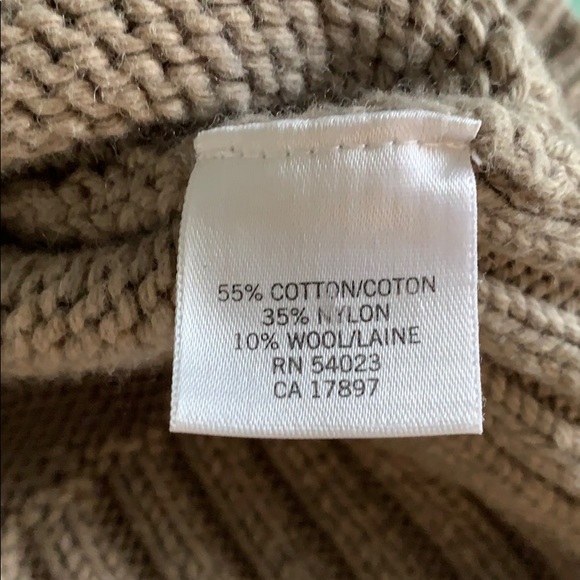 55% COTTON/COTON
35% NYLON
10% WOOL/LAINE
RN 54023
CA 17897